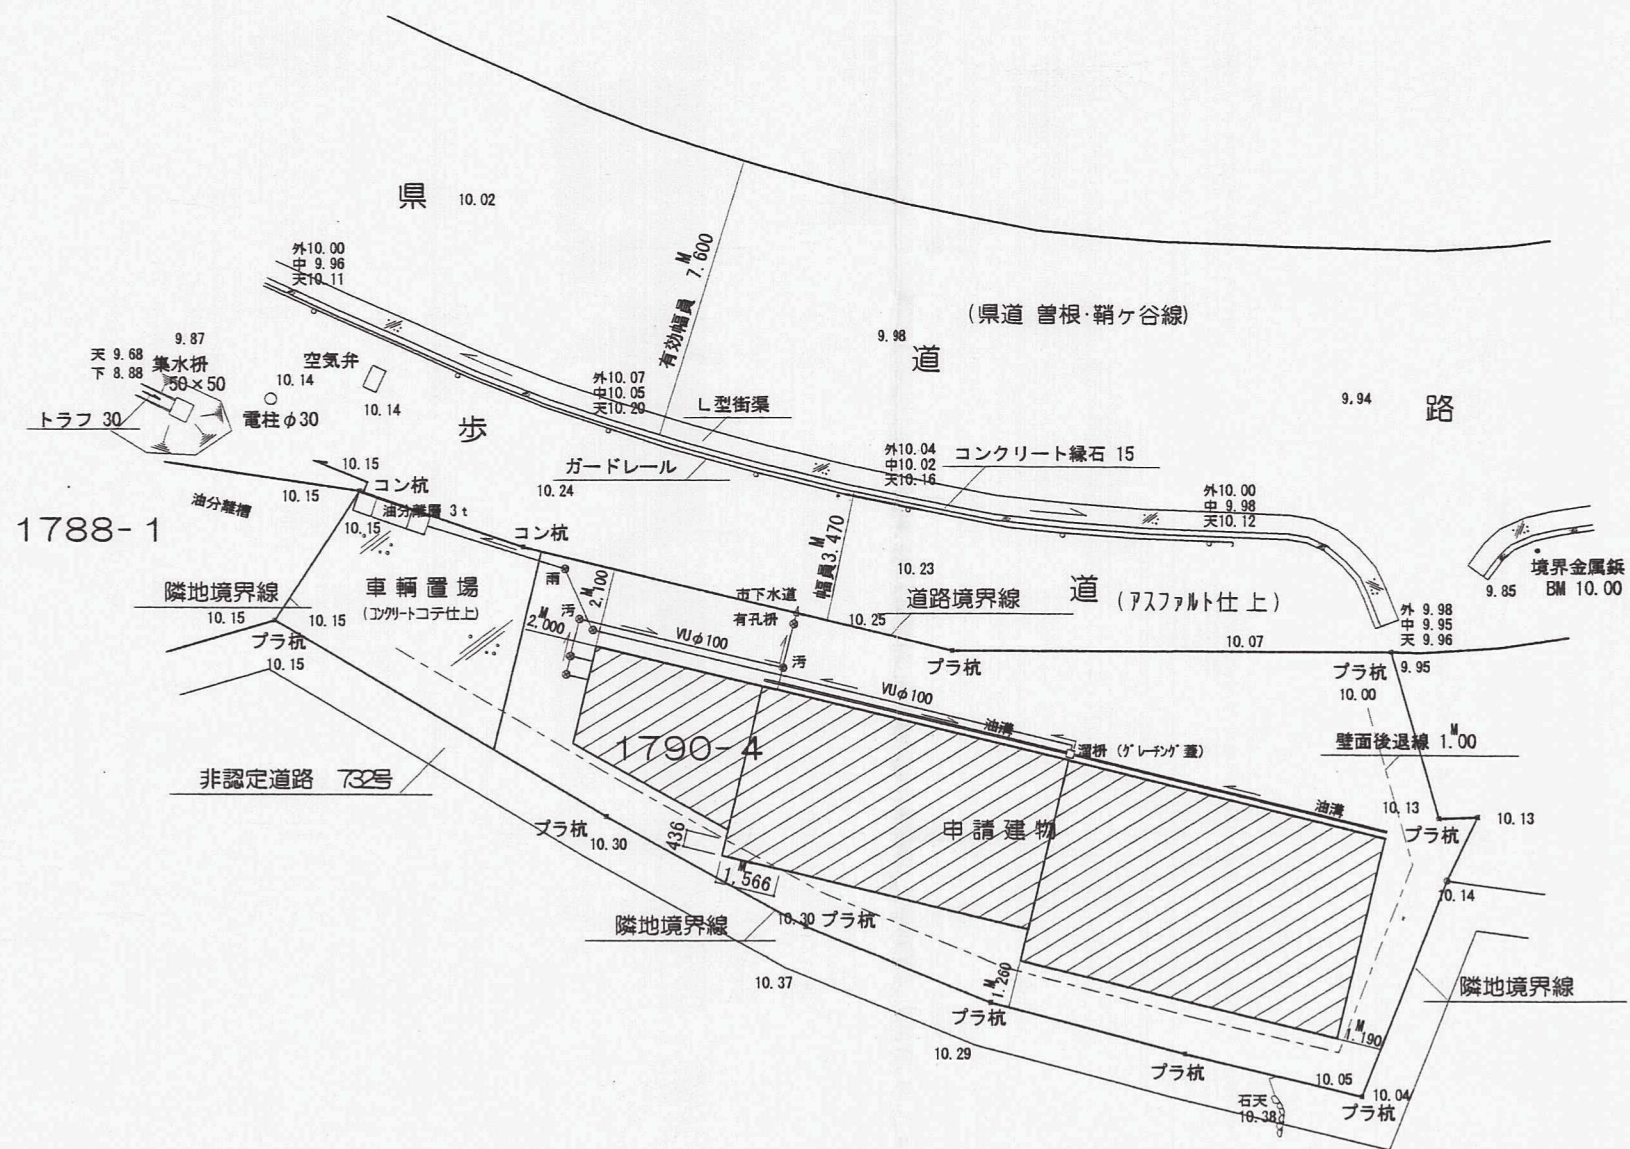 県
10.02
M
7.600
有効幅員
外10.00
中 9.96
天10.11
(県道 曽根・鞘ヶ谷線)
9.98
道
9.94
路
9.87
天 9.68
下 8.88
集水枡
50×50
トラフ 30
空気弁
10.14
10.14
電柱φ30
歩
外10.07
中10.05
天10.20
L型街渠
ガードレール
10.24
外10.04
中10.02
天10.16
コンクリート縁石 15
外10.00
中 9.98
天10.12
10.15
10.15
コン杭
油分離槽
油分離層 3t
10.15
コン杭
1788-1
M
幅員3.470
境界金属鋲
BM 10.00
9.85
隣地境界線
車輌置場
(コンクリートコテ仕上)
雨
汚
M
2.100
M
2.000
市下水道
有孔枡
10.23
道路境界線
道
(アスファルト仕上)
外 9.98
中 9.95
天 9.96
10.15
10.15
プラ杭
10.15
VUφ100
汚
10.25
プラ杭
10.07
プラ杭
9.95
10.00
VUφ100
油溝
溜枡 (グレーチング蓋)
壁面後退線 1.00
M
1790-4
非認定道路 732号
プラ杭
10.30
436
M
1,566
申請建物
油溝
10.13
プラ杭
10.13
10.14
隣地境界線
10.30 プラ杭
10.37
M
1.260
プラ杭
隣地境界線
10.29
プラ杭
M
1.190
10.05
10.04
プラ杭
石天
10.38